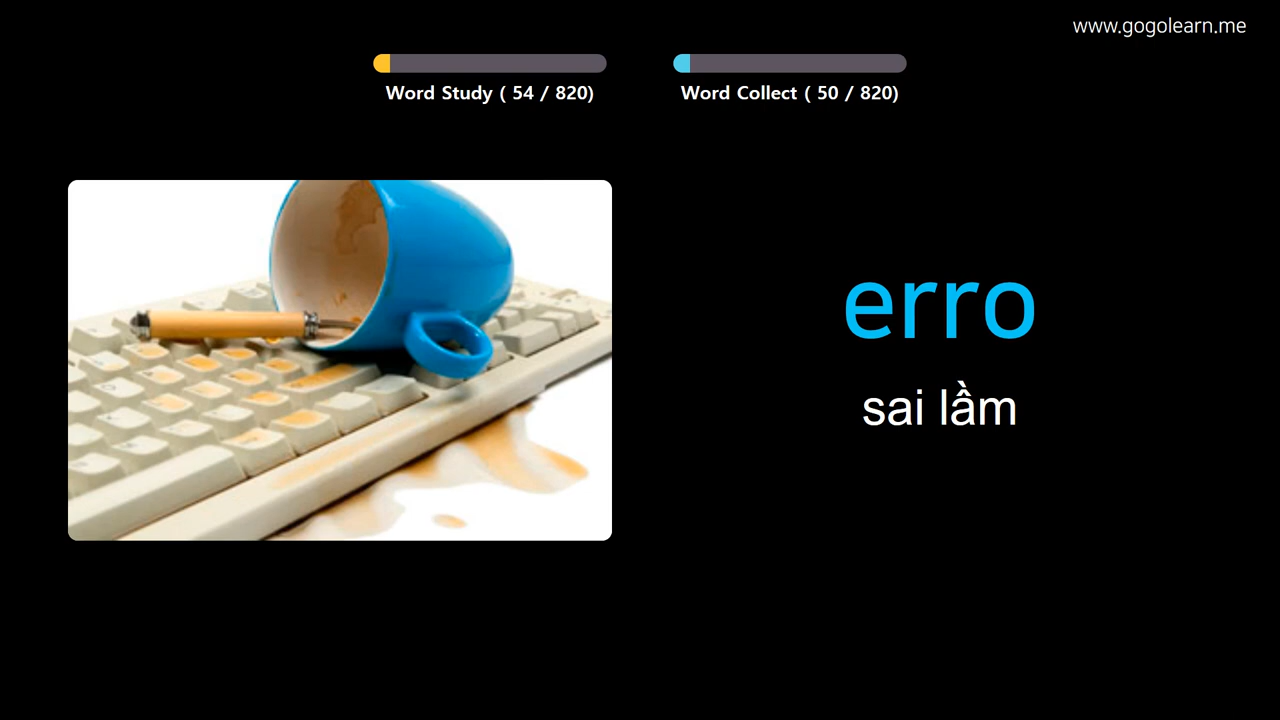 www.gogolearn.me
Word Study ( 54 / 820)
Word Collect ( 50 / 820)
erro
sai lầm